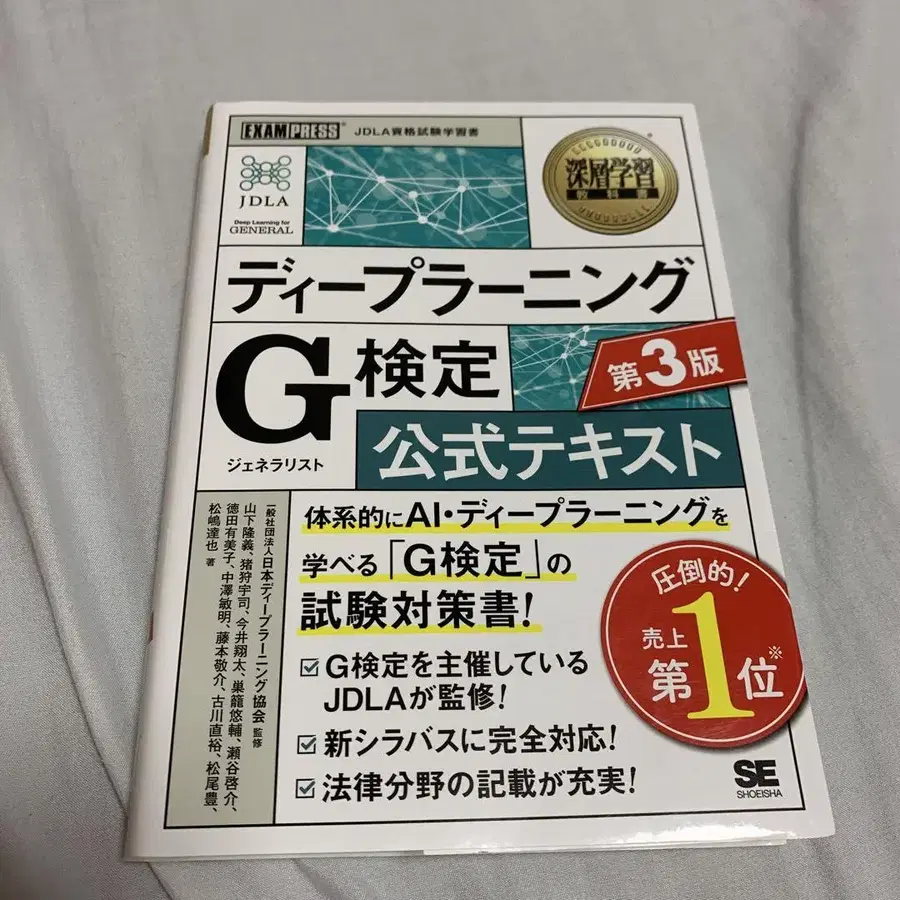 EXAMPRESS® JDLA資格試験学習書
JDLA
Deep Learning for
GENERAL
深層学習
教科書
ディープラーニング
G検定
ジェネラリスト
第3版
公式テキスト
一般社団法人日本ディープラーニング協会 監修
山下隆義、猪狩宇司、今井翔太、巣籠悠輔、瀬谷啓介、
徳田有美子、中澤敏明、藤本敬介、古川直裕、松尾豊、
松嶋達也 著
体系的にAI・ディープラーニングを
学べる「G検定」の
試験対策書!
G検定を主催している
JDLAが監修!
新シラバスに完全対応!
法律分野の記載が充実!
圧倒的!
売上
第1位※
SE
SHOEISHA